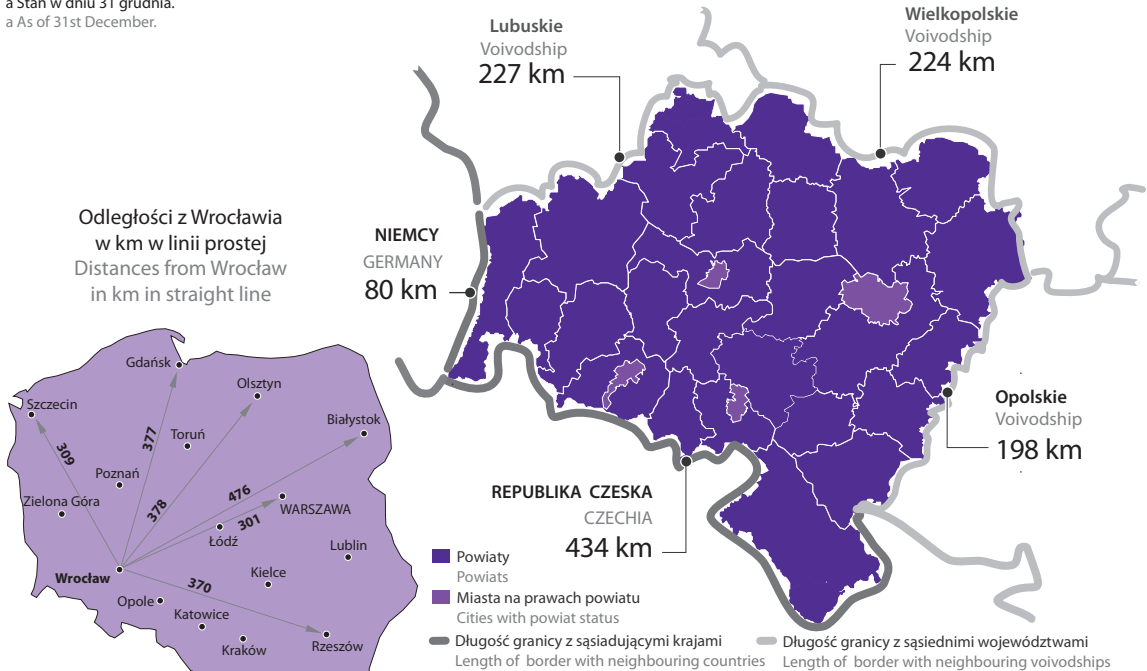 a Stan w dniu 31 grudnia.
a As of 31st December.
Lubuskie
Voivodship
227 km
Wielkopolskie
Voivodship
224 km
Odległości z Wrocławia
w km w linii prostej
Distances from Wrocław
in km in straight line
NIEMCY
GERMANY
80 km
Opolskie
Voivodship
198 km
REPUBLIKA CZESKA
CZECHIA
434 km
Gdańsk
Olsztyn
Szczecin
Białystok
Toruń
377
309
Poznań
476
Zielona Góra
378
WARSZAWA
301
Łódź
Lublin
Wrocław
370
Kielce
Opole
Katowice
Kraków
Rzeszów
Powiaty
Powiats
Miasta na prawach powiatu
Cities with powiat status
Długość granicy z sąsiadującymi krajami
Length of border with neighbouring countries
Długość granicy z sąsiednimi województwami
Length of border with neighbouring voivodships